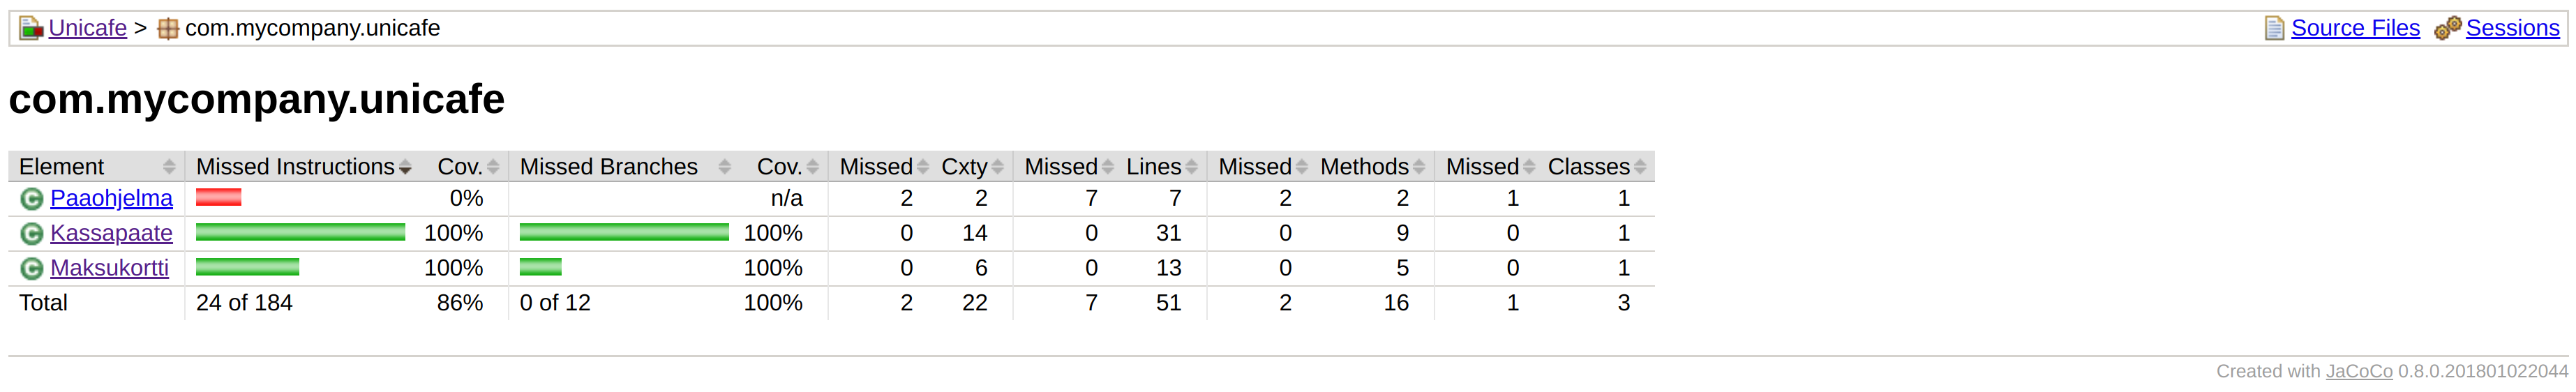 Unicafe > com.mycompany.unicafe Source Files Sessions
com.mycompany.unicafe
Element Missed Instructions Cov. Missed Branches Cov. Missed Cxty Missed Lines Missed Methods Missed Classes
Paaohjelma 0% n/a 2 2 7 7 2 2 1 1
Kassapaate 100% 100% 0 14 0 31 0 9 0 1
Maksukortti 100% 100% 0 6 0 13 0 5 0 1
Total 24 of 184 86% 0 of 12 100% 2 22 7 51 2 16 1 3
Created with JaCoCo 0.8.0.201801022044